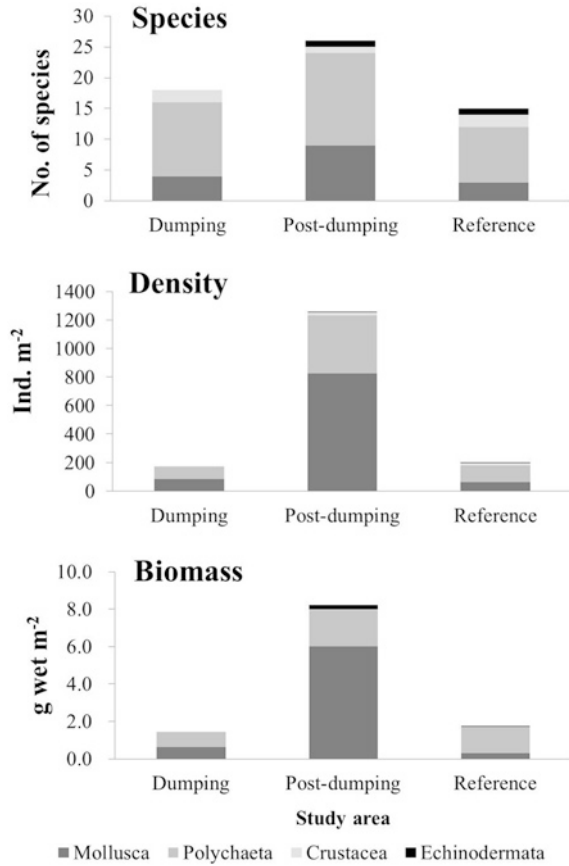 Species
No. of species
30
25
20
15
10
5
0
Dumping Post-dumping Reference
Density
Ind. m-2
1400
1200
1000
800
600
400
200
0
Dumping Post-dumping Reference
Biomass
g wet m-2
10.0
8.0
6.0
4.0
2.0
0.0
Dumping Post-dumping Reference
Study area
Mollusca Polychaeta Crustacea Echinodermata